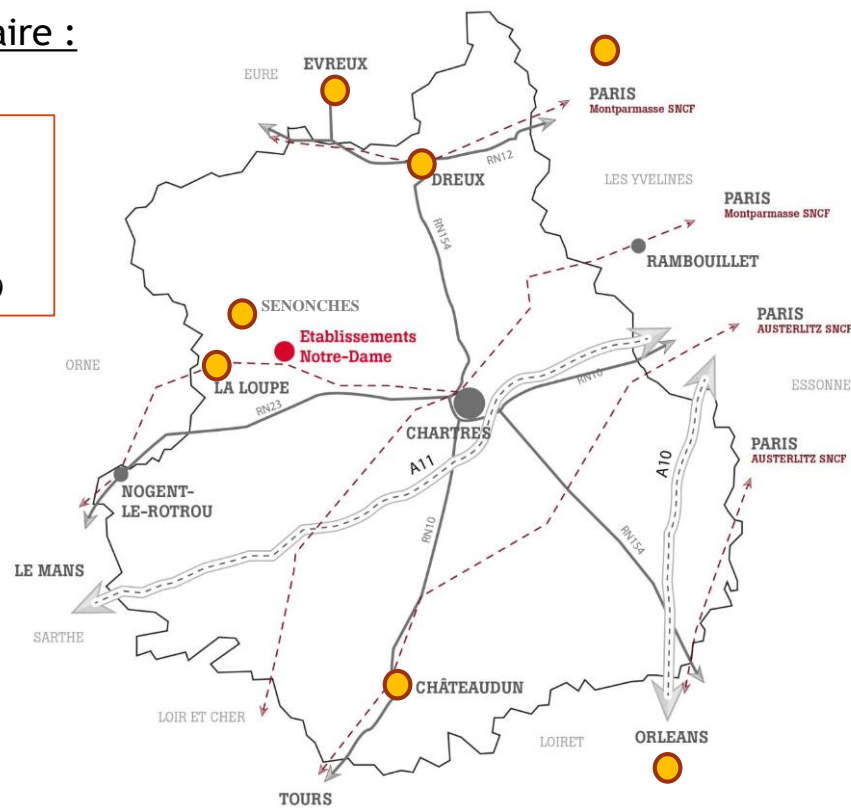 aire :
)
EVREUX
EURE
PARIS
Montparmasse SNCF
RN12
DREUX
LES YVELINES
PARIS
Montparmasse SNCF
RN154
RAMBOUILLET
SENONCHES
Etablissements
Notre-Dame
PARIS
AUSTERLITZ SNCF
ORNE
LA LOUPE
RN10
ESSONNE
RN23
CHARTRES
PARIS
AUSTERLITZ SNCF
A11
A10
NOGENT-
LE-ROTROU
RN10
RN154
LE MANS
SARTHE
CHÂTEAUDUN
LOIR ET CHER
LOIRET
ORLEANS
TOURS